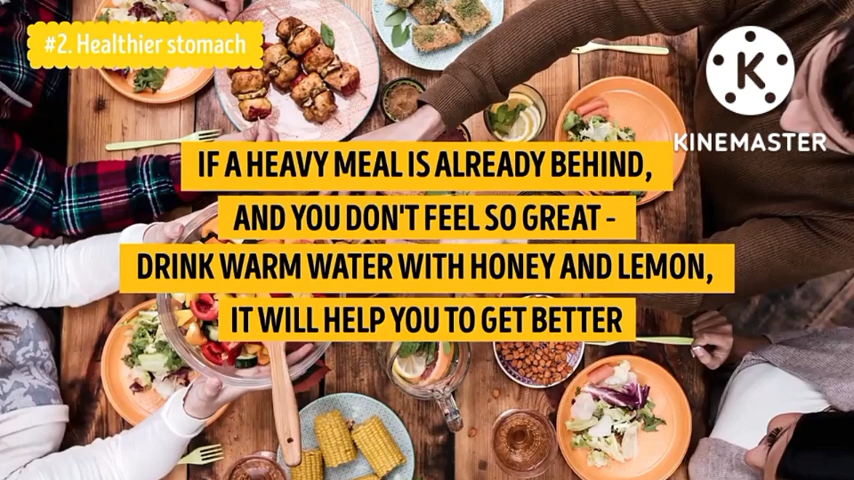 #2. Healthier stomach
K
KINEMASTER
IF A HEAVY MEAL IS ALREADY BEHIND,
AND YOU DON'T FEEL SO GREAT -
DRINK WARM WATER WITH HONEY AND LEMON,
IT WILL HELP YOU TO GET BETTER